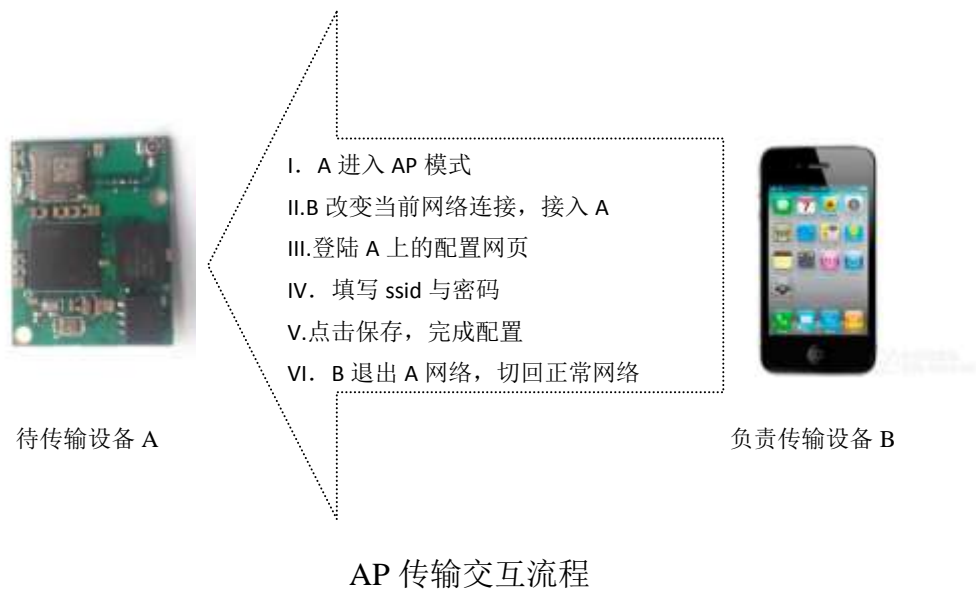 I. A 进入 AP 模式
II.B 改变当前网络连接，接入 A
III.登陆 A 上的配置网页
IV. 填写 ssid 与密码
V.点击保存，完成配置
VI. B 退出 A 网络，切回正常网络
待传输设备 A
负责传输设备 B
AP 传输交互流程